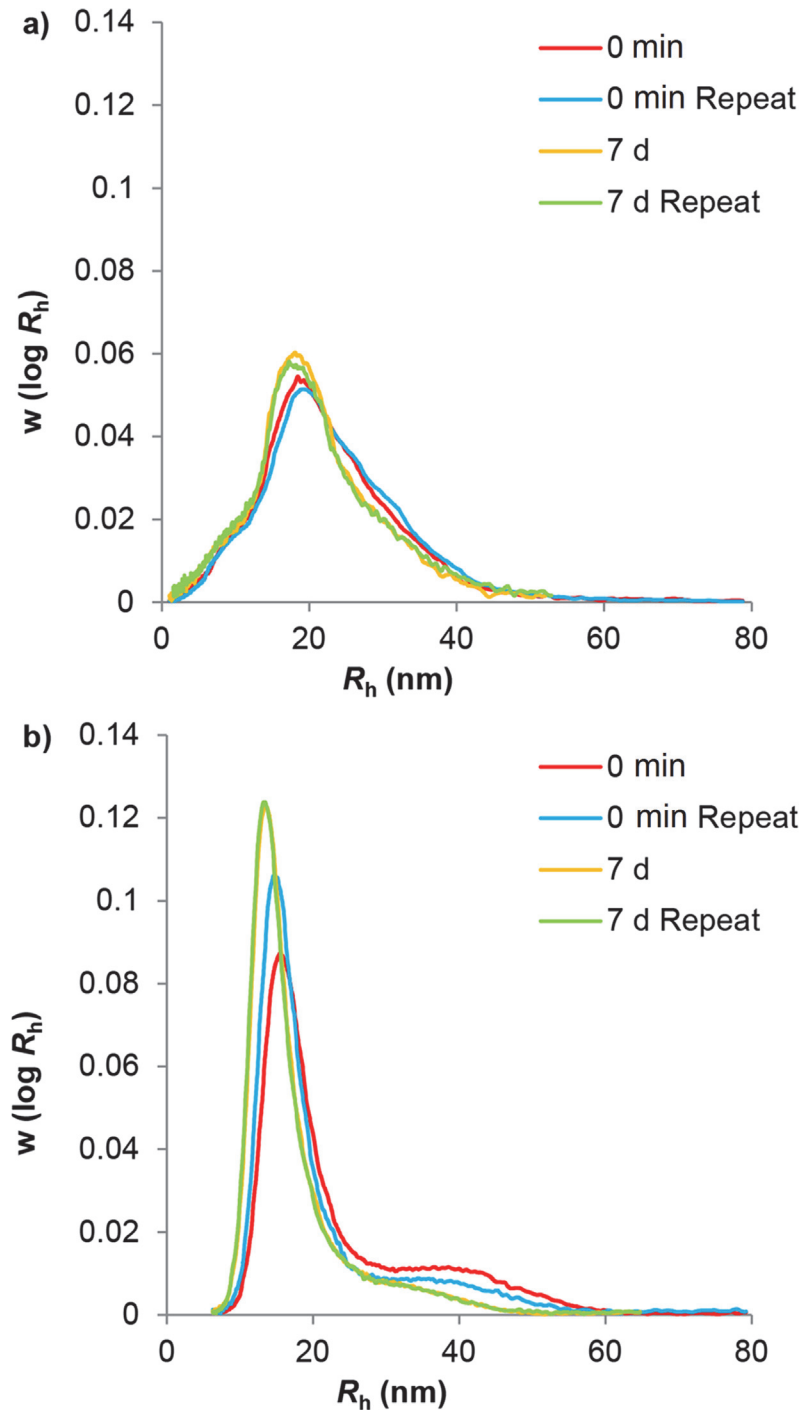 a)
0.14
0.12
0.1
0.08
0.06
0.04
0.02
0
w (log Rh)
0 min
0 min Repeat
7 d
7 d Repeat
0 20 40 60 80
Rh (nm)
b)
0.14
0.12
0.1
0.08
0.06
0.04
0.02
0
w (log Rh)
0 min
0 min Repeat
7 d
7 d Repeat
0 20 40 60 80
Rh (nm)